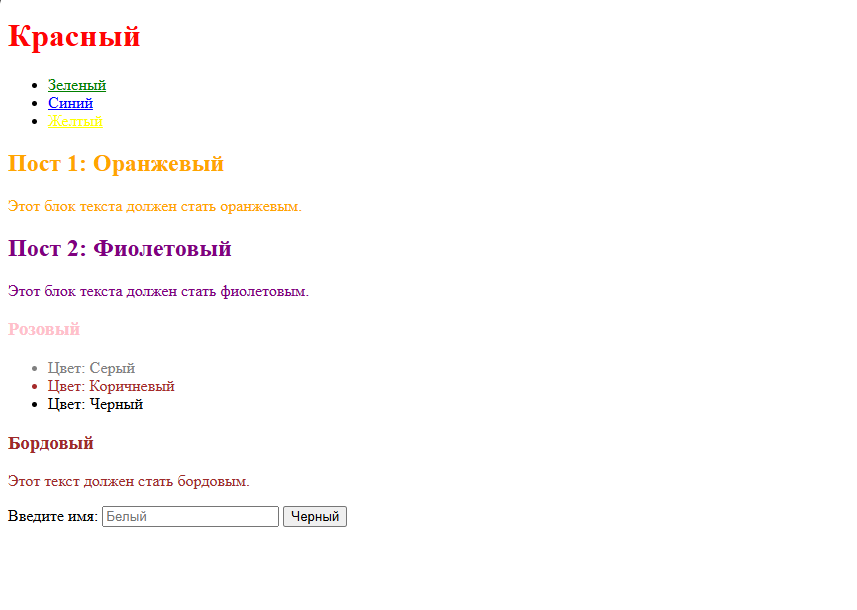 Красный
Зеленый
Синий
Желтый
Пост 1: Оранжевый
Этот блок текста должен стать оранжевым.
Пост 2: Фиолетовый
Этот блок текста должен стать фиолетовым.
Розовый
Цвет: Серый
Цвет: Коричневый
Цвет: Черный
Бордовый
Этот текст должен стать бордовым.
Введите имя: Белый Черный